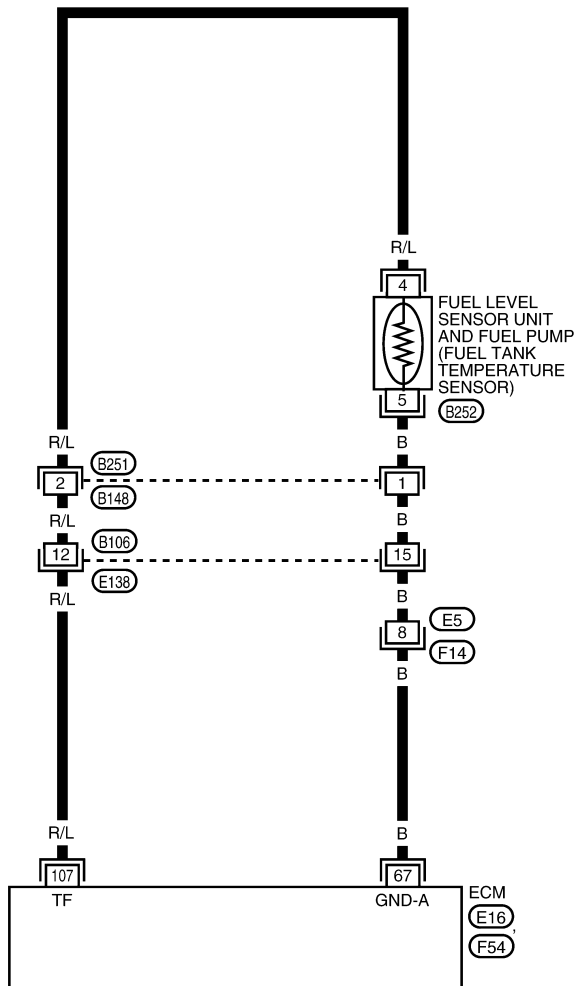 R/L
4
FUEL LEVEL
SENSOR UNIT
AND FUEL PUMP
(FUEL TANK
TEMPERATURE
SENSOR)
5
B252
R/L
B
2
B251
B148
1
R/L
B
12
B106
E138
15
R/L
B
8
E5
F14
B
R/L
B
107
67
TF
GND-A
ECM
E16
,
F54